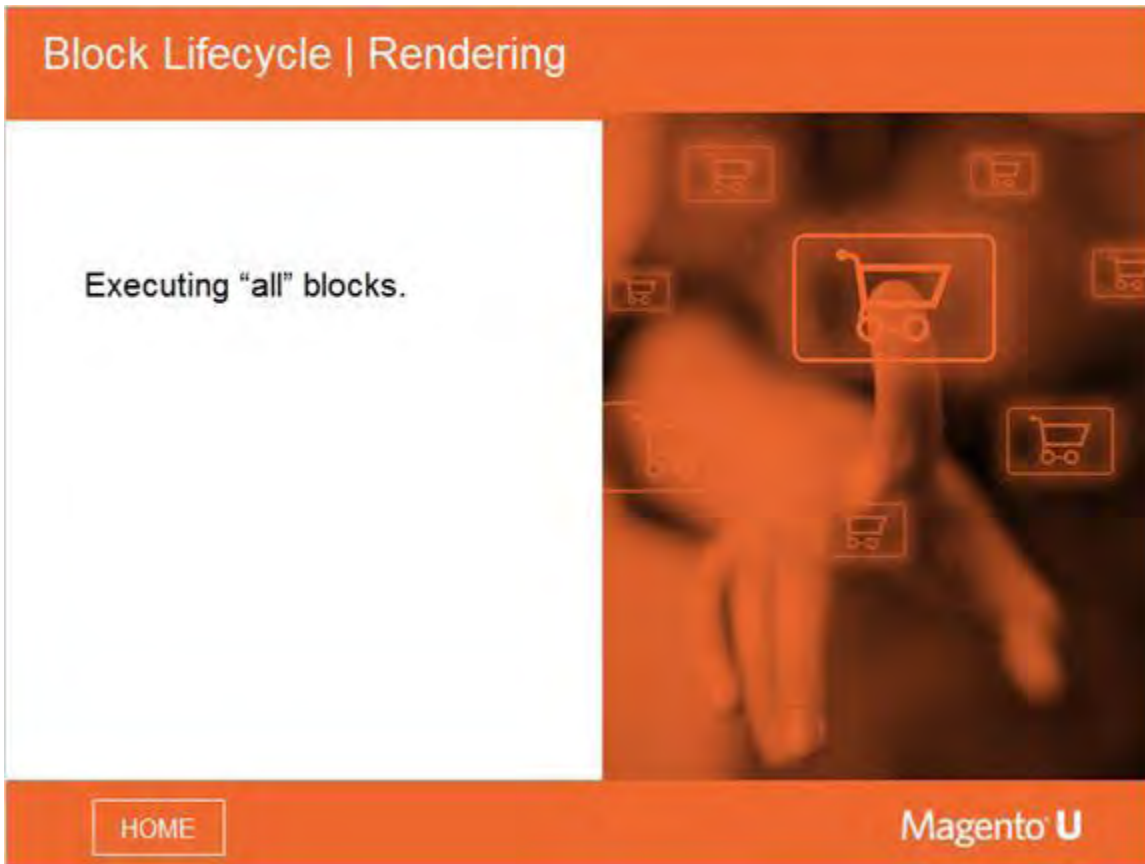 Block Lifecycle | Rendering
Executing “all” blocks.
HOME
Magento U